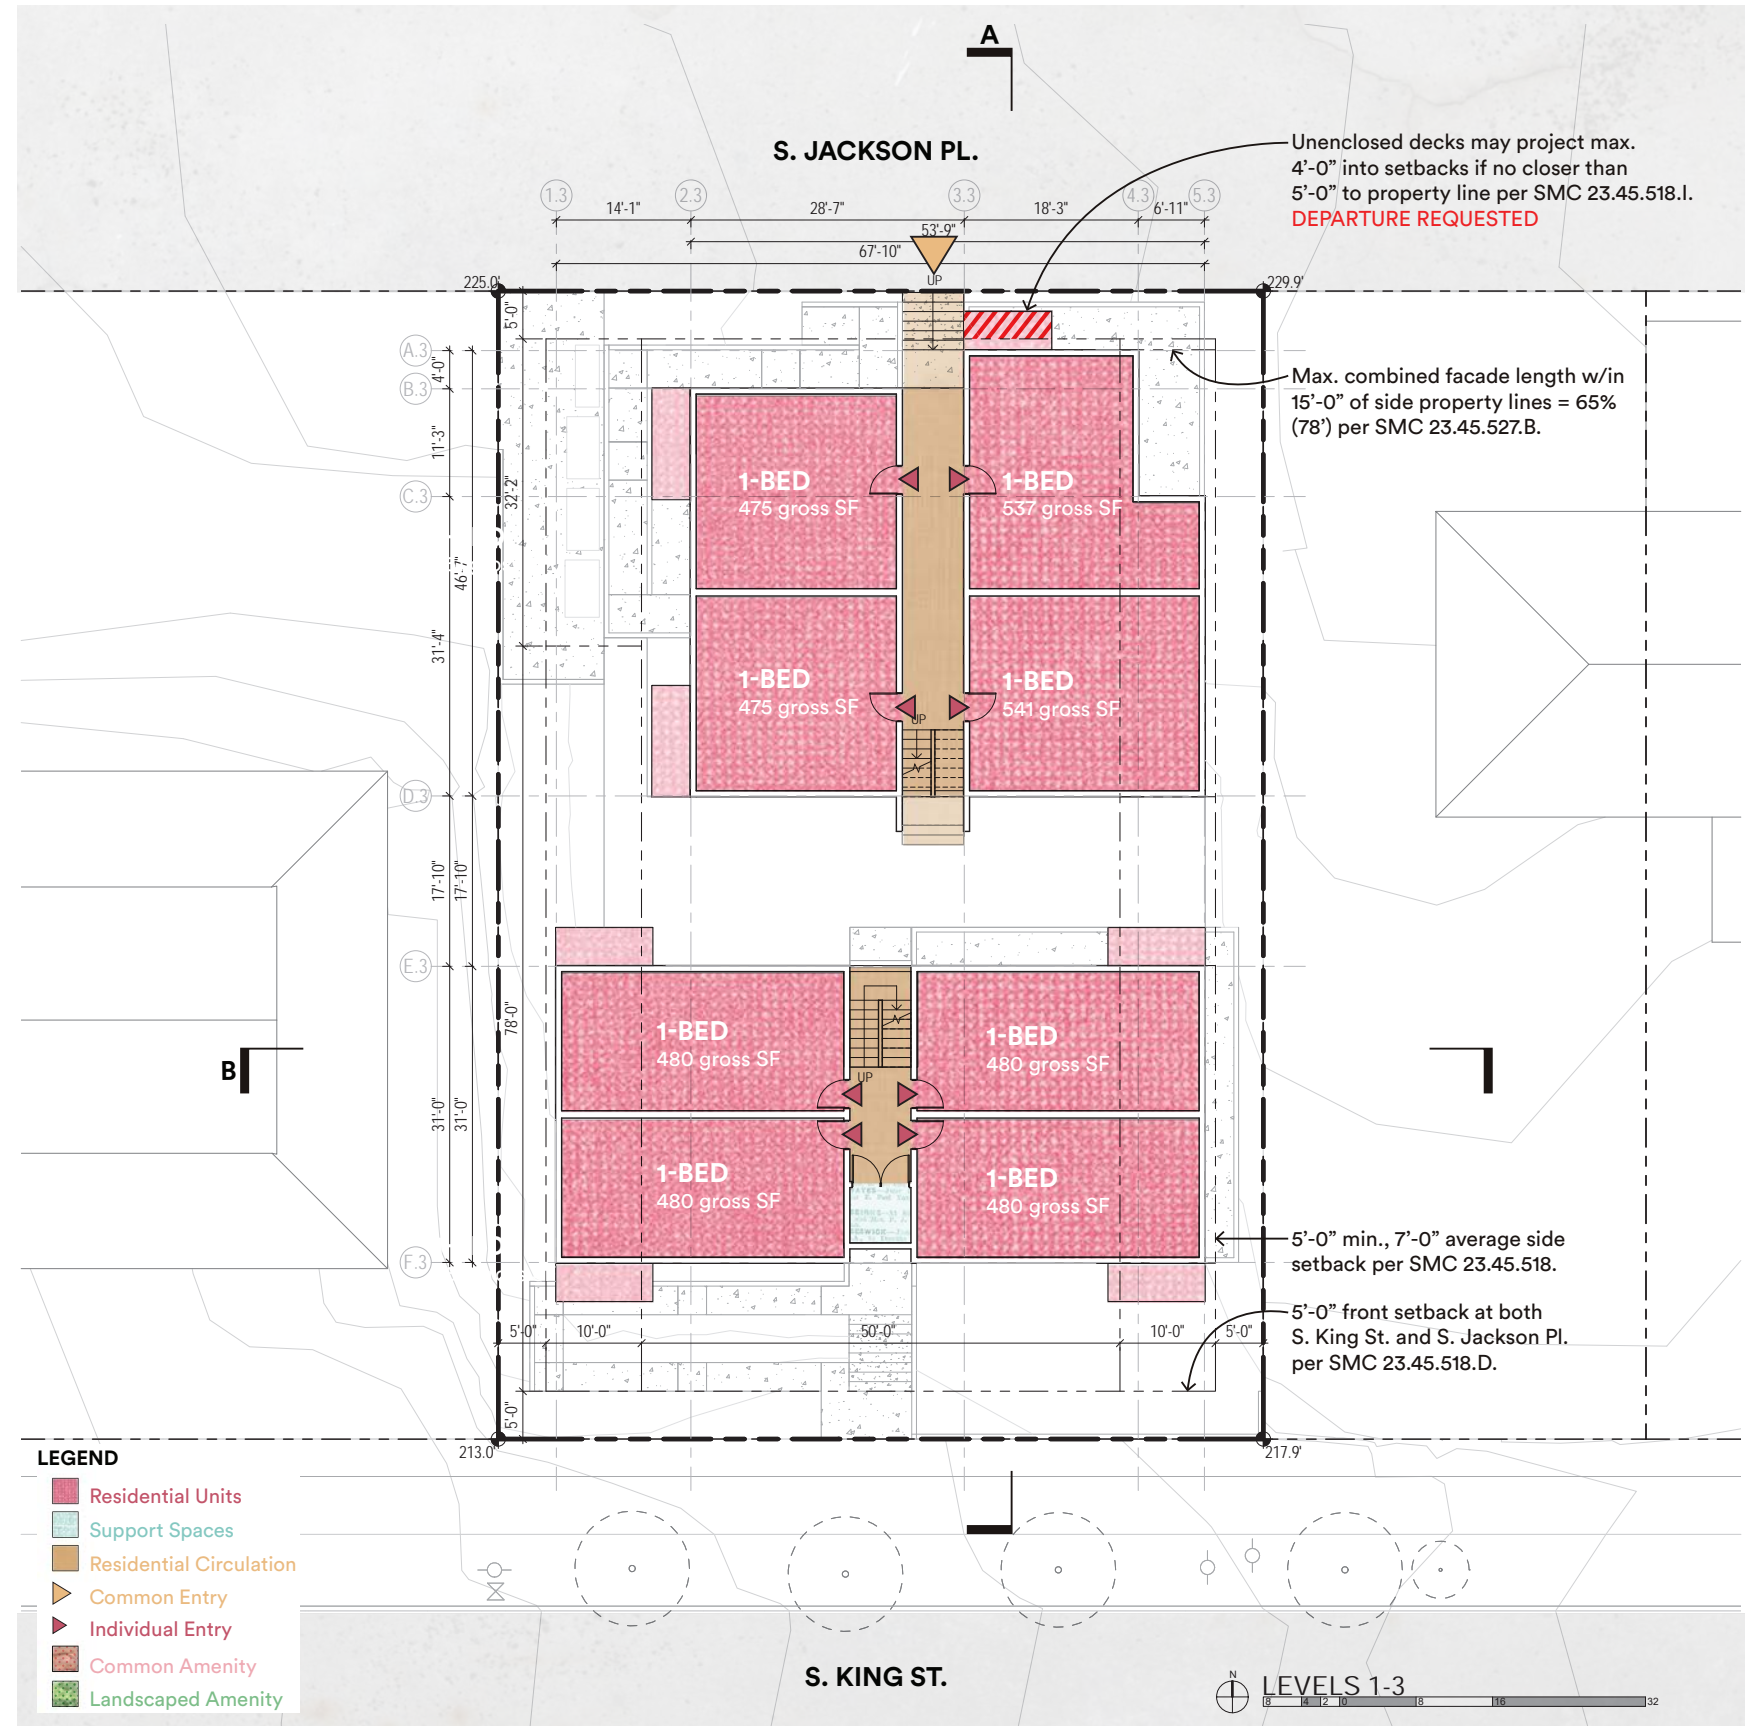 A
S. JACKSON PL.
Unenclosed decks may project max.
4’-0” into setbacks if no closer than
5’-0” to property line per SMC 23.45.518.I.
DEPARTURE REQUESTED
1.3
2.3
3.3
4.3
5.3
14'-1"
28'-7"
18'-3"
6'-11"
53'-9"
67'-10"
UP
225.0'
229.9'
5'-0"
A.3
4'-0"
B.3
Max. combined facade length w/in
15’-0” of side property lines = 65%
(78’) per SMC 23.45.527.B.
11'-3"
C.3
32'-2"
1-BED
475 gross SF
1-BED
537 gross SF
46'-7"
31'-4"
1-BED
475 gross SF
1-BED
541 gross SF
UP
D.3
17'-10"
17'-10"
E.3
78'-0"
1-BED
480 gross SF
1-BED
480 gross SF
B
UP
31'-0"
31'-0"
1-BED
480 gross SF
1-BED
480 gross SF
F.3
5’-0” min., 7’-0” average side
setback per SMC 23.45.518.
5’-0” front setback at both
S. King St. and S. Jackson Pl.
per SMC 23.45.518.D.
5'-0"
10'-0"
50'-0"
10'-0"
5'-0"
5'-0"
213.0'
217.9'
LEGEND
Residential Units
Support Spaces
Residential Circulation
Common Entry
Individual Entry
Common Amenity
Landscaped Amenity
S. KING ST.
N
LEVELS 1-3
8 4 2 0 8 16 32